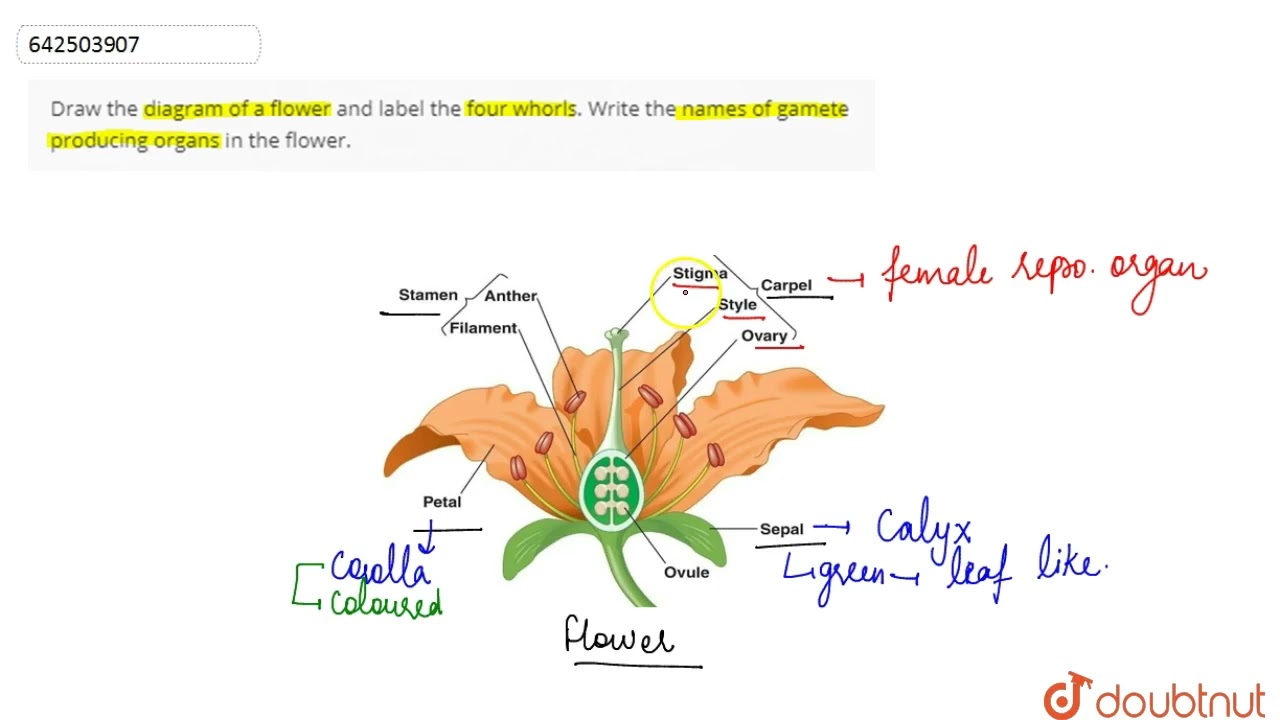 642503907
Draw the diagram of a flower and label the four whorls. Write the names of gamete
producing organs in the flower.
Stigma
Stamen Anther
Carpel → female repro. organ
Style
Filament
Ovary
Petal
Sepal → Calyx
Corolla
green → leaf like.
Ovule
coloured
Flower
doubtnut